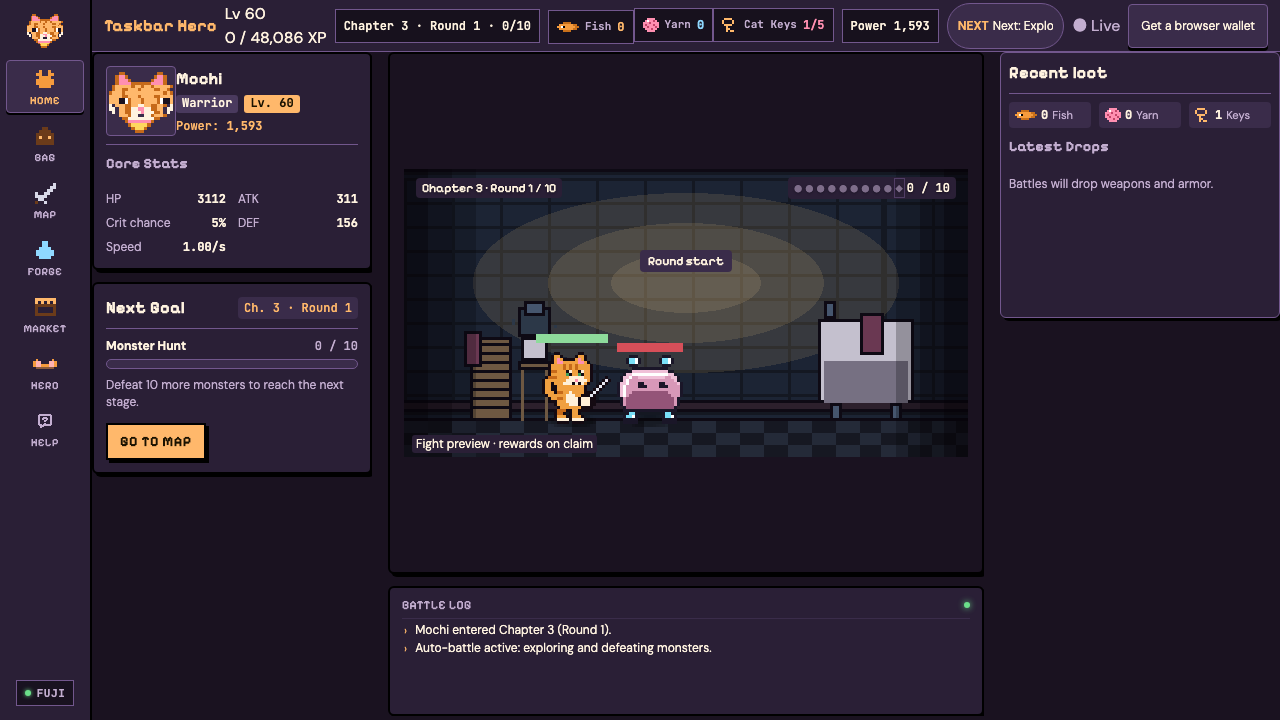 Taskbar Hero
Lv 60
0 / 48,086 XP
Chapter 3 · Round 1 · 0/10
Fish 0
Yarn 0
Cat Keys 1/5
Power 1,593
NEXT Next: Explo
Live
Get a browser wallet
HOME
BAG
MAP
FORGE
MARKET
HERO
HELP
FUJI
Mochi
Warrior Lv. 60
Power: 1,593
Core Stats
HP 3112 ATK 311
Crit chance 5% DEF 156
Speed 1.00/s
Next Goal Ch. 3 · Round 1
Monster Hunt 0 / 10
Defeat 10 more monsters to reach the next
stage.
GO TO MAP
Chapter 3 · Round 1 / 10
0 / 10
Round start
Fight preview · rewards on claim
BATTLE LOG
› Mochi entered Chapter 3 (Round 1).
› Auto-battle active: exploring and defeating monsters.
Recent loot
0 Fish
0 Yarn
1 Keys
Latest Drops
Battles will drop weapons and armor.